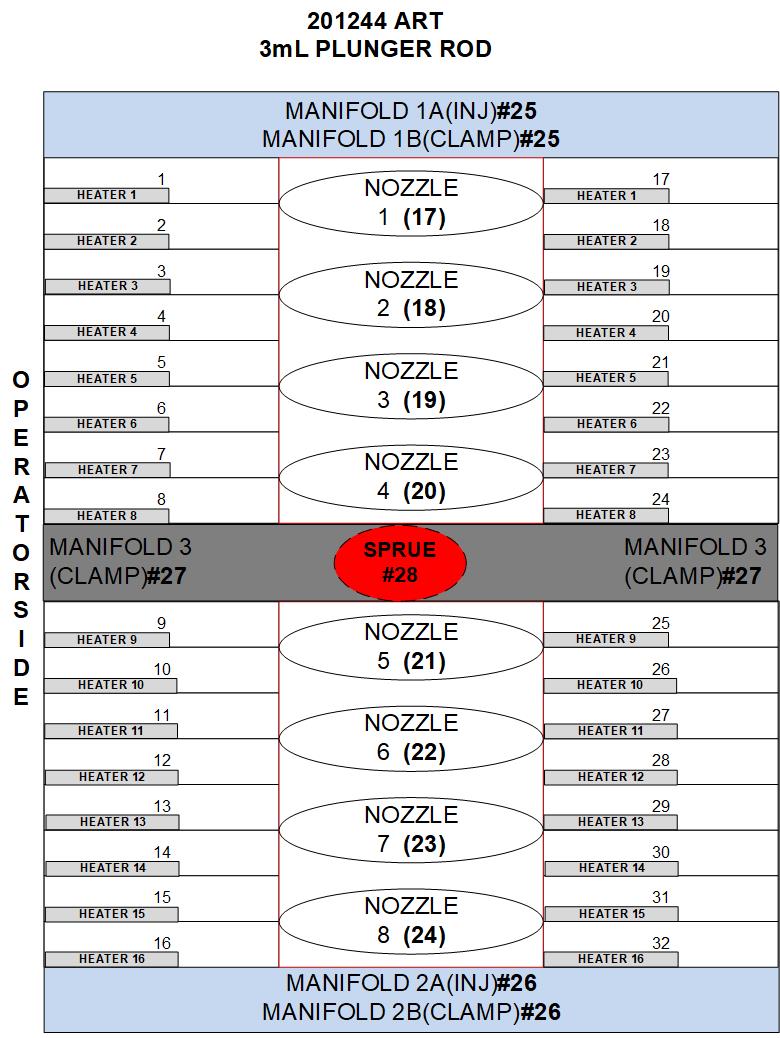 201244 ART
3mL PLUNGER ROD
MANIFOLD 1A(INJ)#25
MANIFOLD 1B(CLAMP)#25
OPERATORSIDE
1
HEATER 1
2
HEATER 2
3
HEATER 3
4
HEATER 4
5
HEATER 5
6
HEATER 6
7
HEATER 7
8
HEATER 8
NOZZLE
1 (17)
NOZZLE
2 (18)
NOZZLE
3 (19)
NOZZLE
4 (20)
17
HEATER 1
18
HEATER 2
19
HEATER 3
20
HEATER 4
21
HEATER 5
22
HEATER 6
23
HEATER 7
24
HEATER 8
MANIFOLD 3
(CLAMP)#27
SPRUE
#28
MANIFOLD 3
(CLAMP)#27
9
HEATER 9
10
HEATER 10
11
HEATER 11
12
HEATER 12
13
HEATER 13
14
HEATER 14
15
HEATER 15
16
HEATER 16
NOZZLE
5 (21)
NOZZLE
6 (22)
NOZZLE
7 (23)
NOZZLE
8 (24)
25
HEATER 9
26
HEATER 10
27
HEATER 11
28
HEATER 12
29
HEATER 13
30
HEATER 14
31
HEATER 15
32
HEATER 16
MANIFOLD 2A(INJ)#26
MANIFOLD 2B(CLAMP)#26